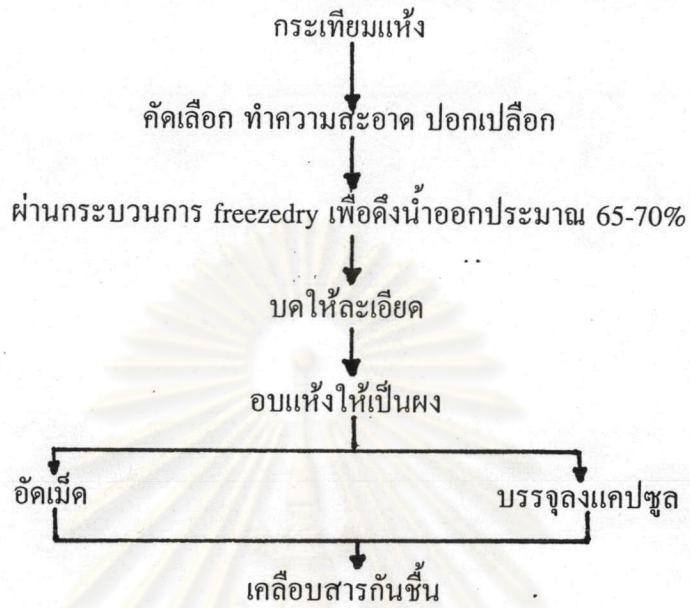 กระเทียมแห้ง
คัดเลือก ทำความสะอาด ปอกเปลือก
ผ่านกระบวนการ freezedry เพื่อดึงน้ำออกประมาณ 65-70%
บดให้ละเอียด
อบแห้งให้เป็นผง
อัดเม็ด บรรจุลงแคปซูล
เคลือบสารกันชื้น